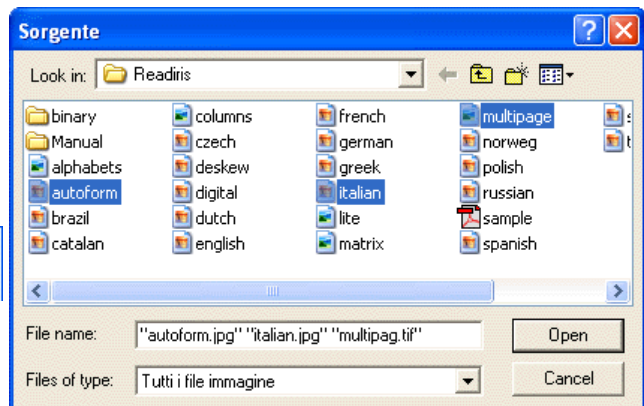 Sorgente
Look in: Readiris
binary columns french multipage s
Manual czech german norweg t
alphabets deskew greek polish
autoform digital italian russian
brazil dutch lite sample
catalan english matrix spanish
File name: "autoform.jpg" "italian.jpg" "multipag.tif" Open
Files of type: Tutti i file immagine Cancel